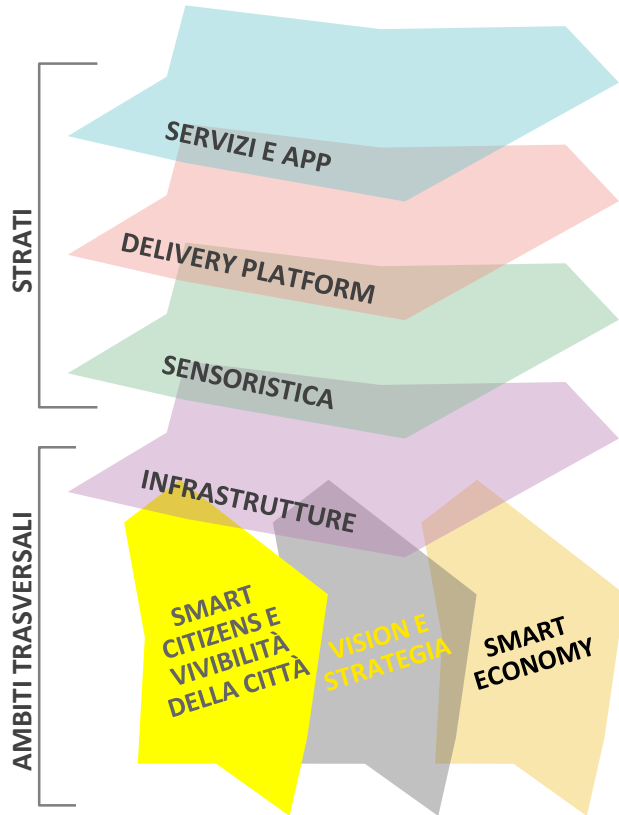 STRATI
SERVIZI E APP
DELIVERY PLATFORM
SENSORISTICA
INFRASTRUTTURE
AMBITI TRASVERSALI
SMART
CITIZENS E
VIVIBILITÀ
DELLA CITTÀ
VISION E
STRATEGIA
SMART
ECONOMY